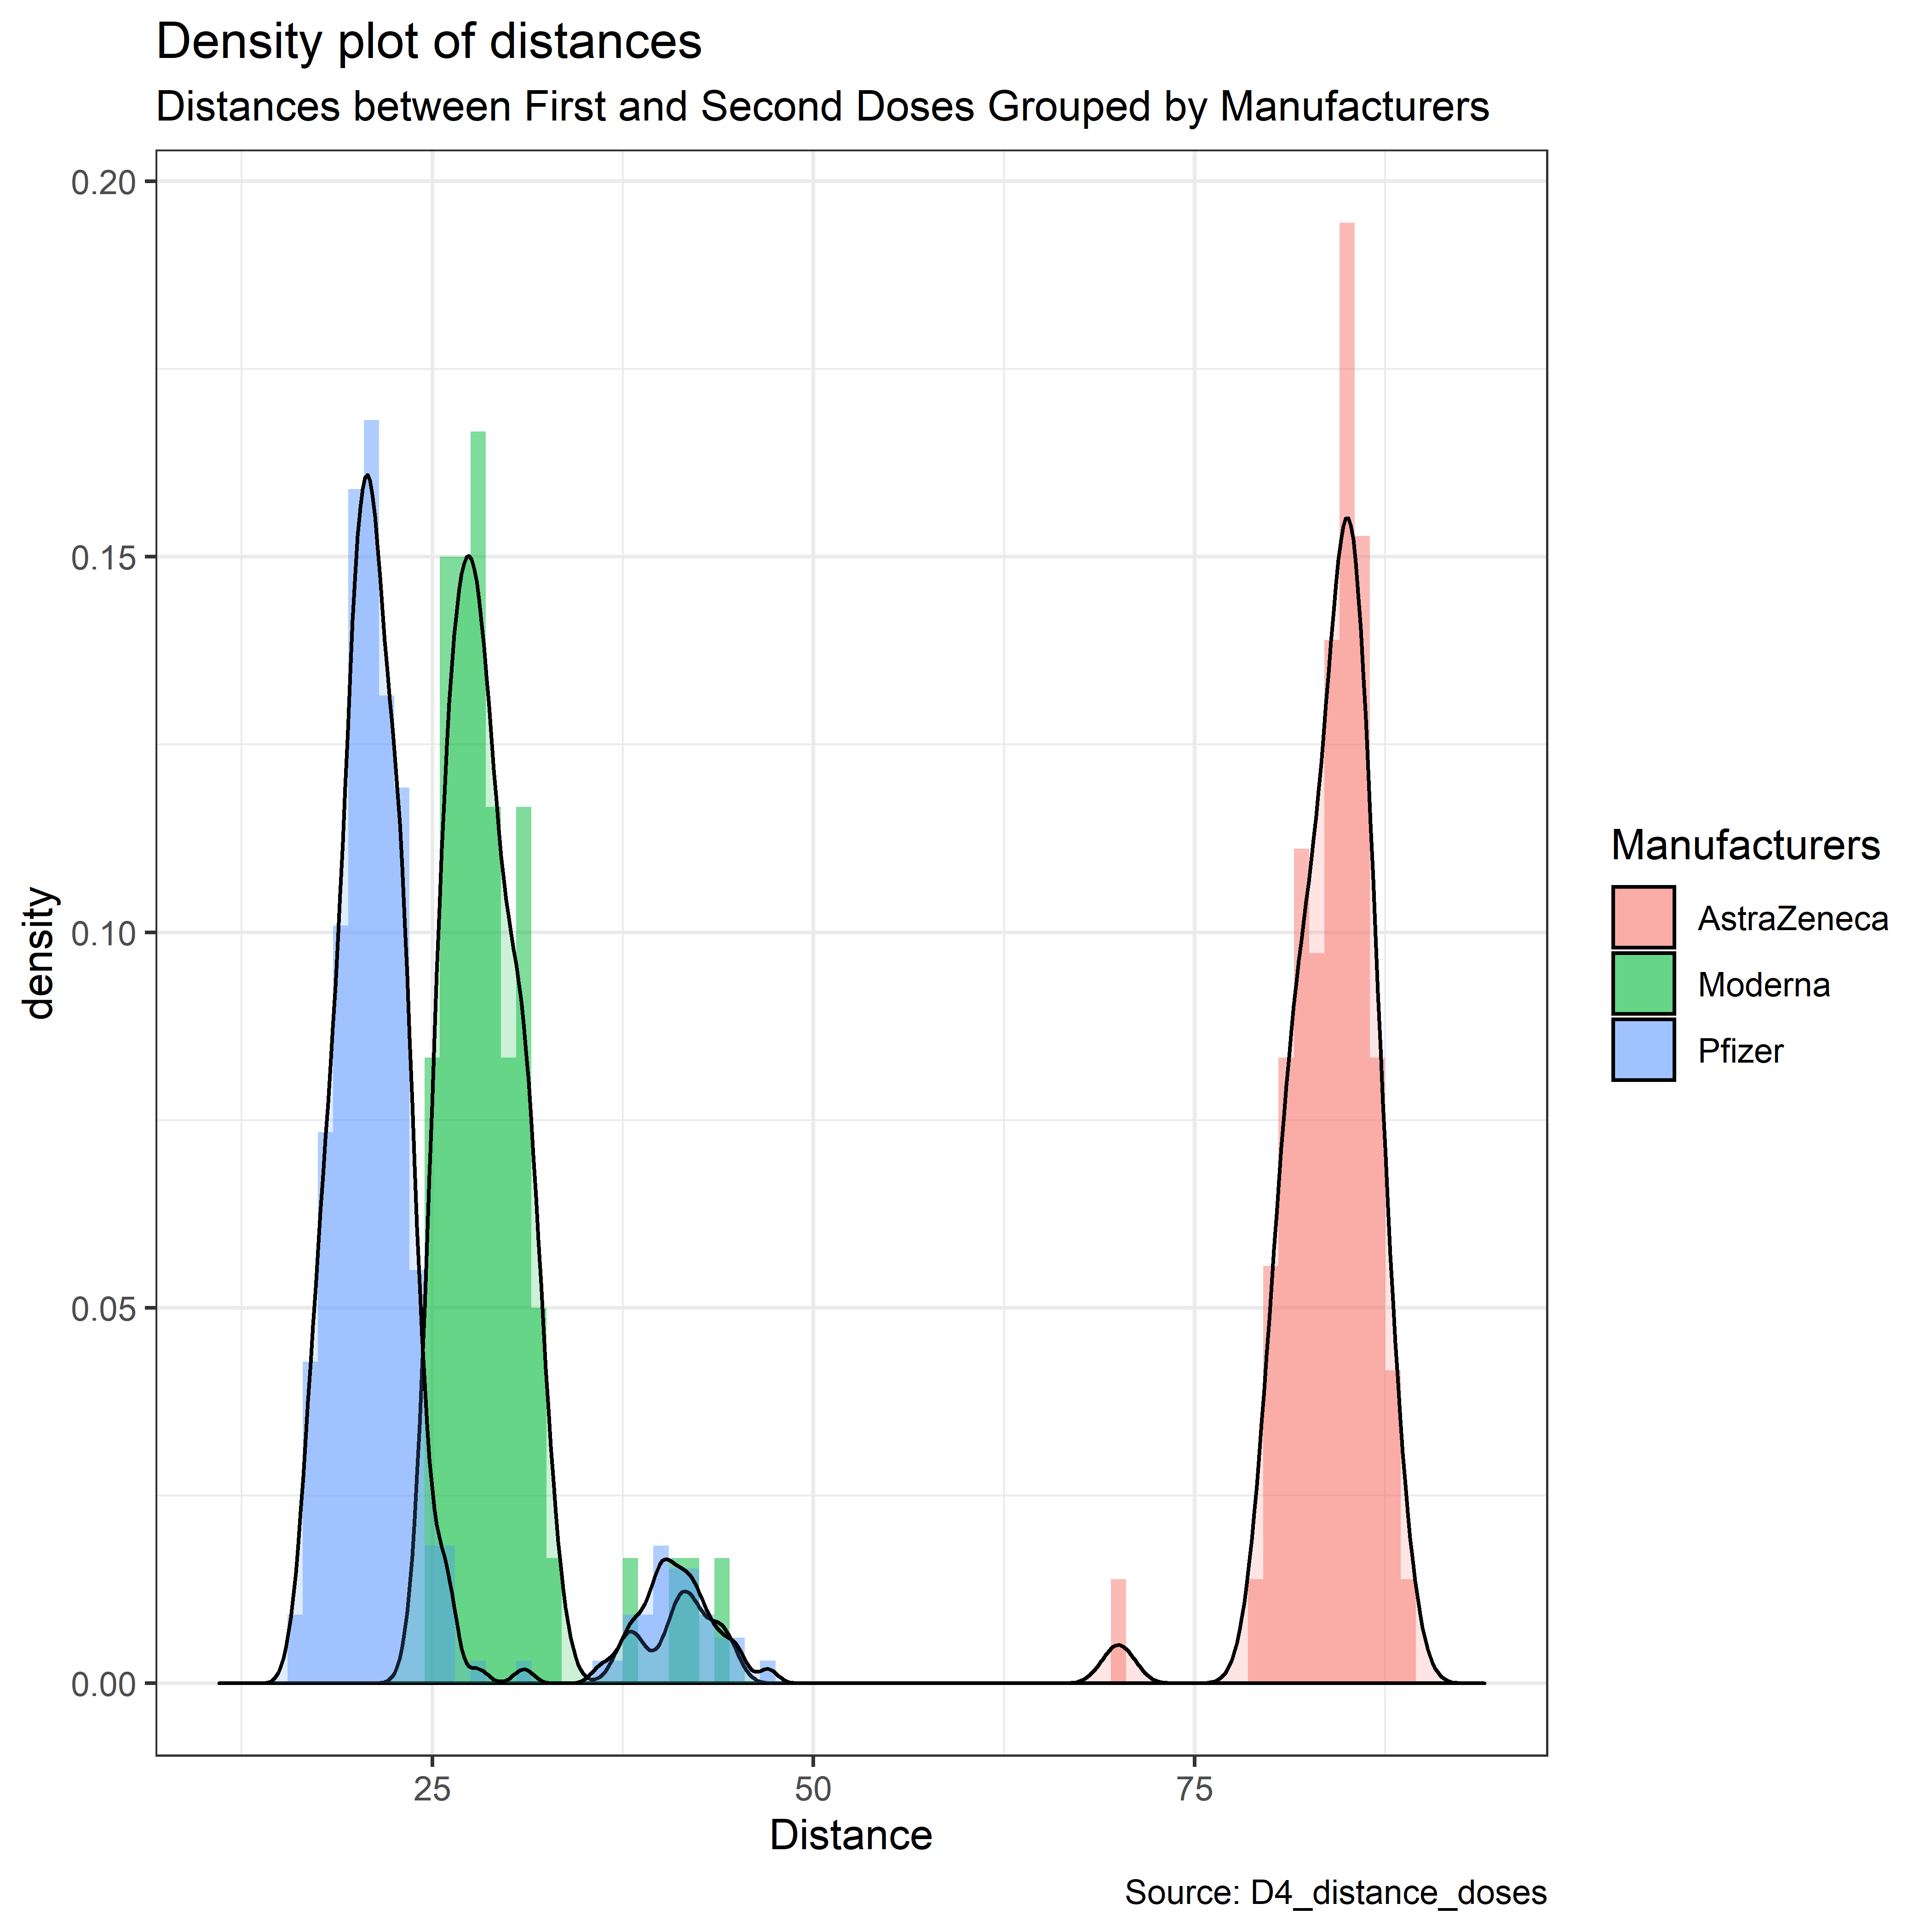 Density plot of distances
Distances between First and Second Doses Grouped by Manufacturers
0.20
0.15
0.10
0.05
0.00
density
25 50 75
Distance
Manufacturers
AstraZeneca
Moderna
Pfizer
Source: D4_distance_doses